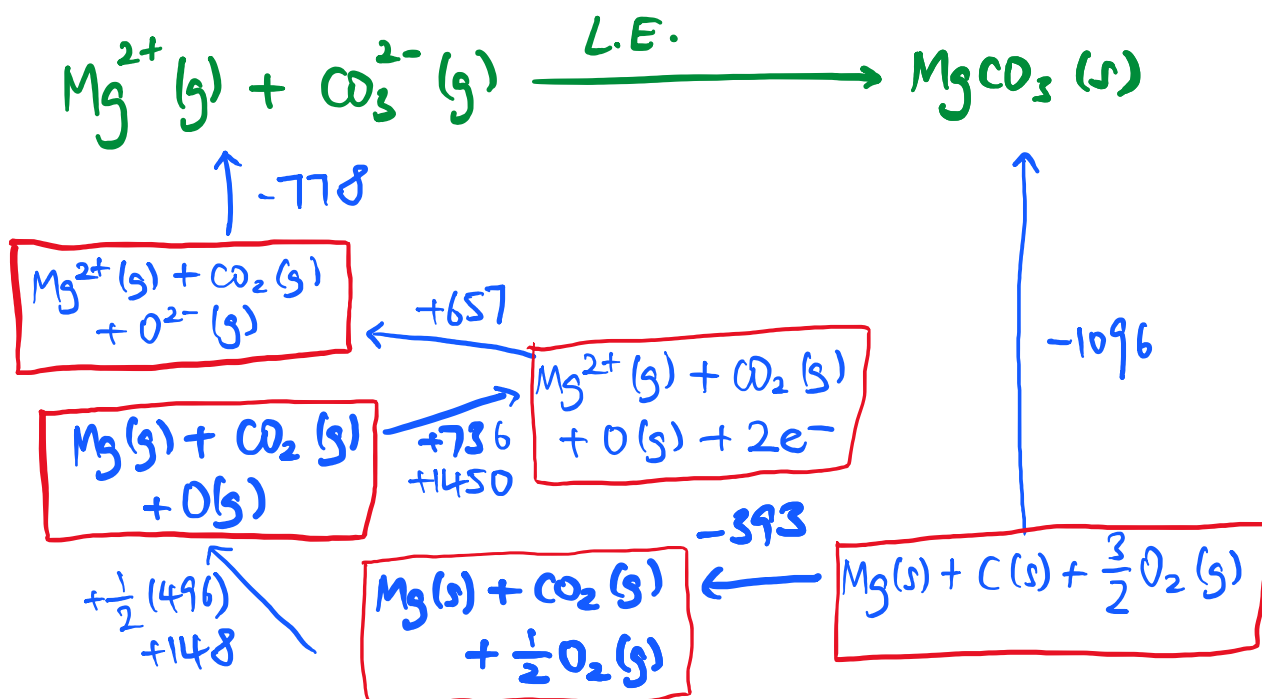 L.E.
Mg²⁺(g) + CO₃²⁻(g) → MgCO₃(s)
-778
Mg²⁺(g) + CO₂(g)
+ O²⁻(g)
+657
-1096
Mg²⁺(g) + CO₂(g)
+ O(g) + 2e⁻
Mg(g) + CO₂(g)
+ O(g)
+736
+1450
-393
Mg(s) + C(s) + 3/2 O₂(g)
Mg(s) + CO₂(g)
+ 1/2 O₂(g)
+1/2 (496)
+148